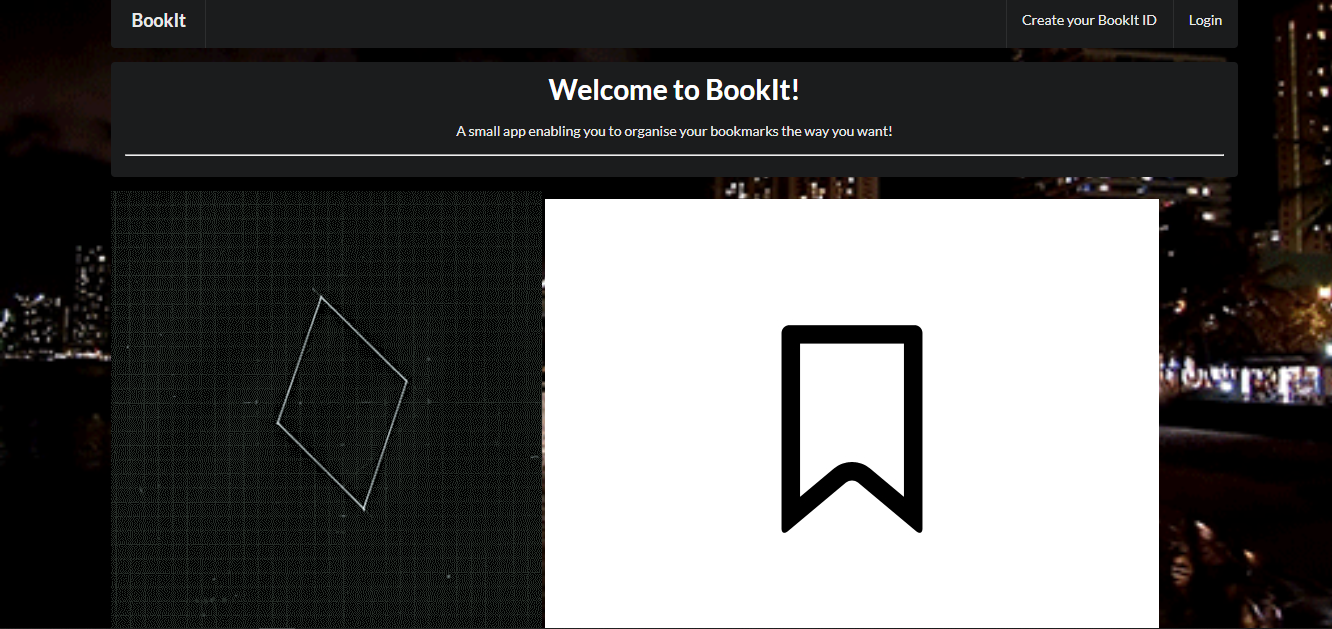 BookIt
Create your BookIt ID
Login
Welcome to BookIt!
A small app enabling you to organise your bookmarks the way you want!